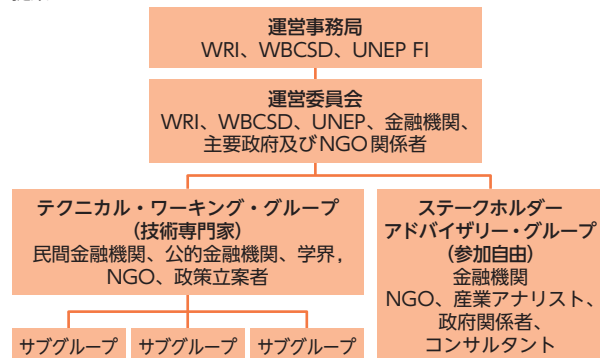 運営事務局
WRI、WBCSD、UNEP FI
運営委員会
WRI、WBCSD、UNEP、金融機関、
主要政府及びNGO関係者
テクニカル・ワーキング・グループ
(技術専門家)
民間金融機関、公的金融機関、学界，
NGO、政策立案者
サブグループ
サブグループ
サブグループ
ステークホルダー
アドバイザリー・グループ
(参加自由)
金融機関
NGO、産業アナリスト、
政府関係者、
コンサルタント